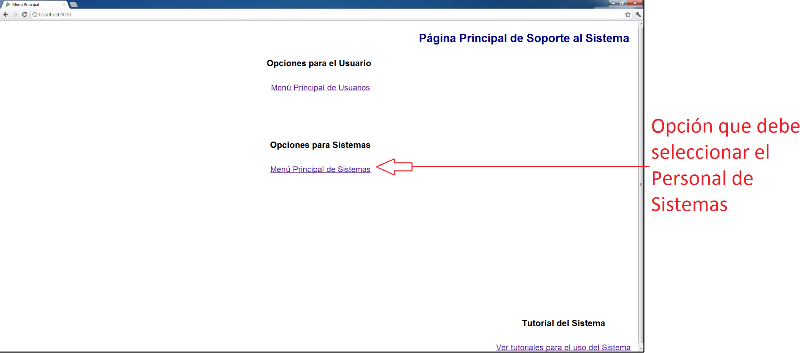 Menú Principal
localhost:8080
Página Principal de Soporte al Sistema
Opciones para el Usuario
Menú Principal de Usuarios
Opciones para Sistemas
Menú Principal de Sistemas
Opción que debe
seleccionar el
Personal de
Sistemas
Tutorial del Sistema
Ver tutoriales para el uso del Sistema